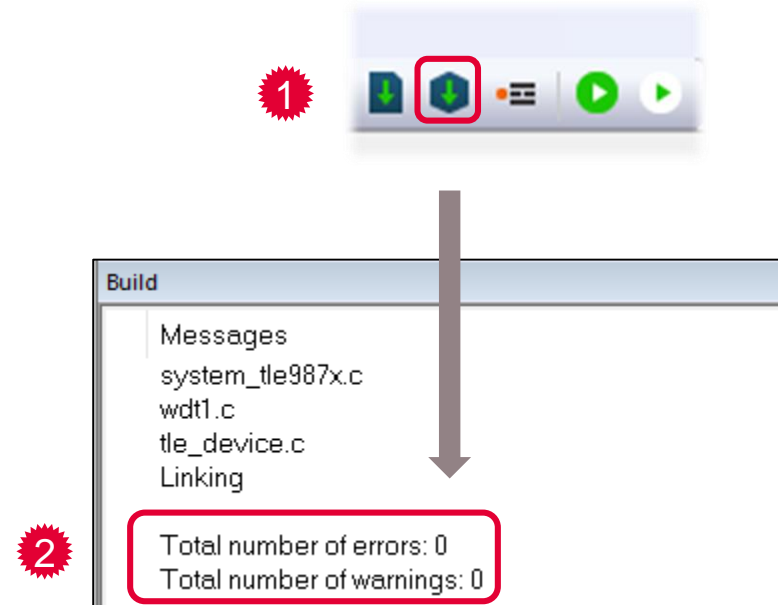 1
Build
Messages
system_tle987x.c
wdt1.c
tle_device.c
Linking
2
Total number of errors: 0
Total number of warnings: 0